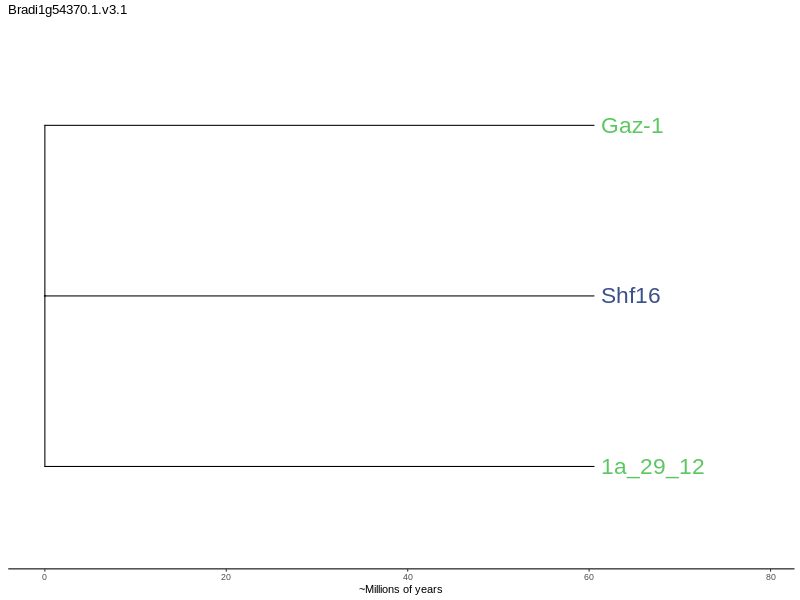 Bradi1g54370.1.v3.1
Gaz-1
Shf16
1a_29_12
0 20 40 60 80
~Millions of years